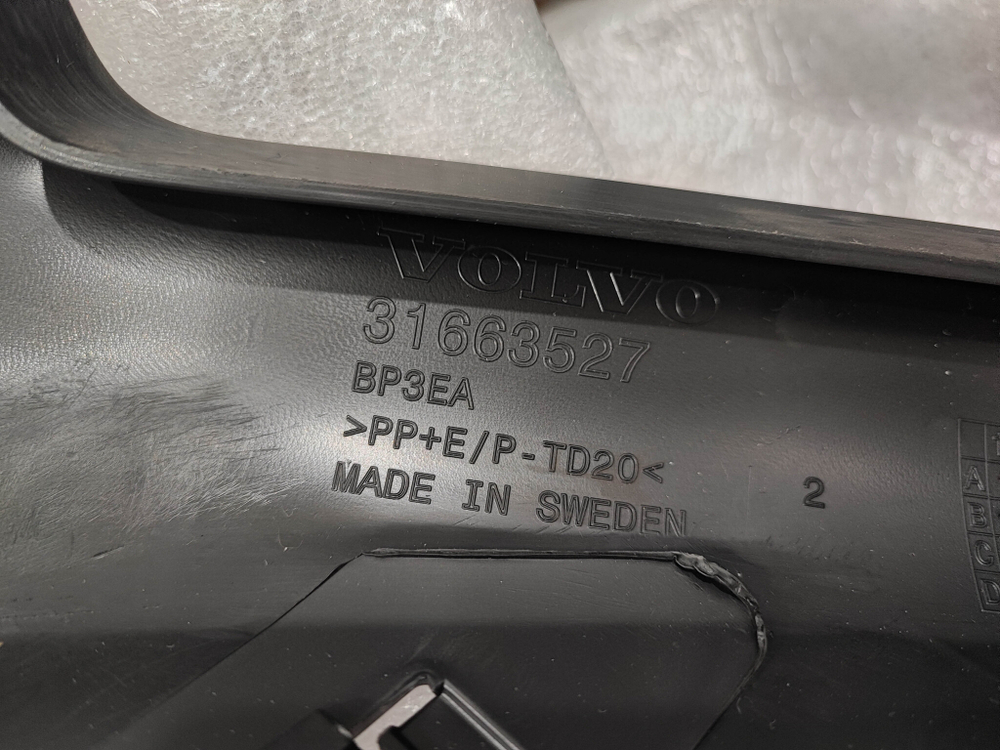 VOLVO
31663527
BP3EA
>PP+E/P-TD20<
MADE IN SWEDEN
2
A
B
C
D